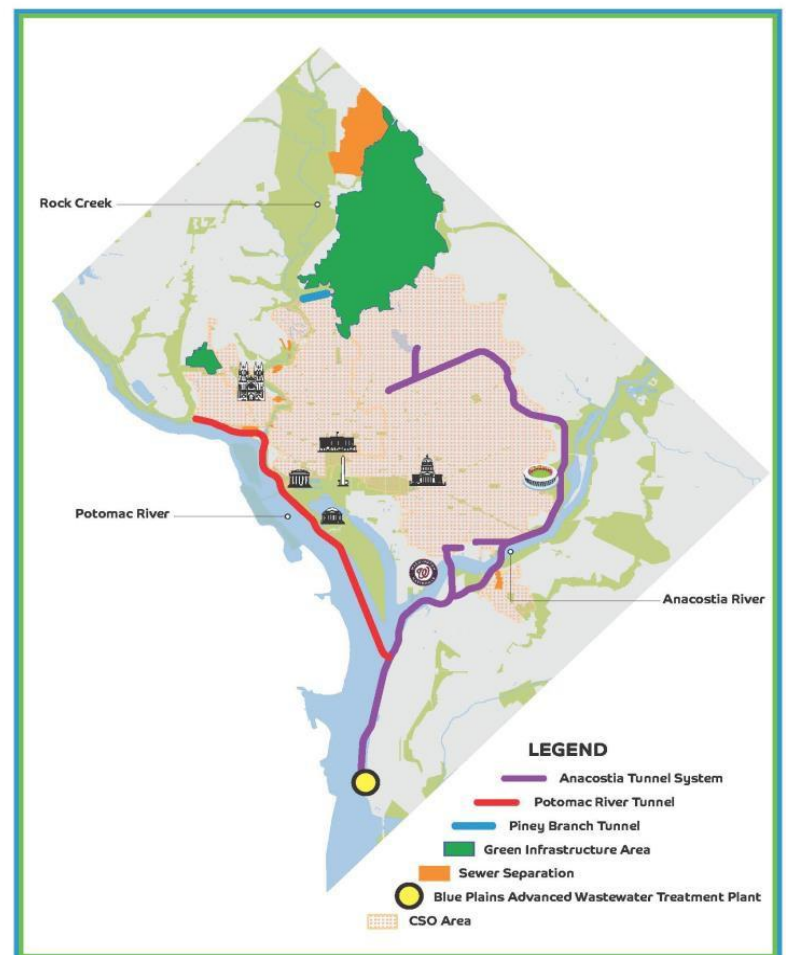 Rock Creek
Potomac River
W
Anacostia River
LEGEND
Anacostia Tunnel System
Potomac River Tunnel
Piney Branch Tunnel
Green Infrastructure Area
Sewer Separation
Blue Plains Advanced Wastewater Treatment Plant
CSO Area